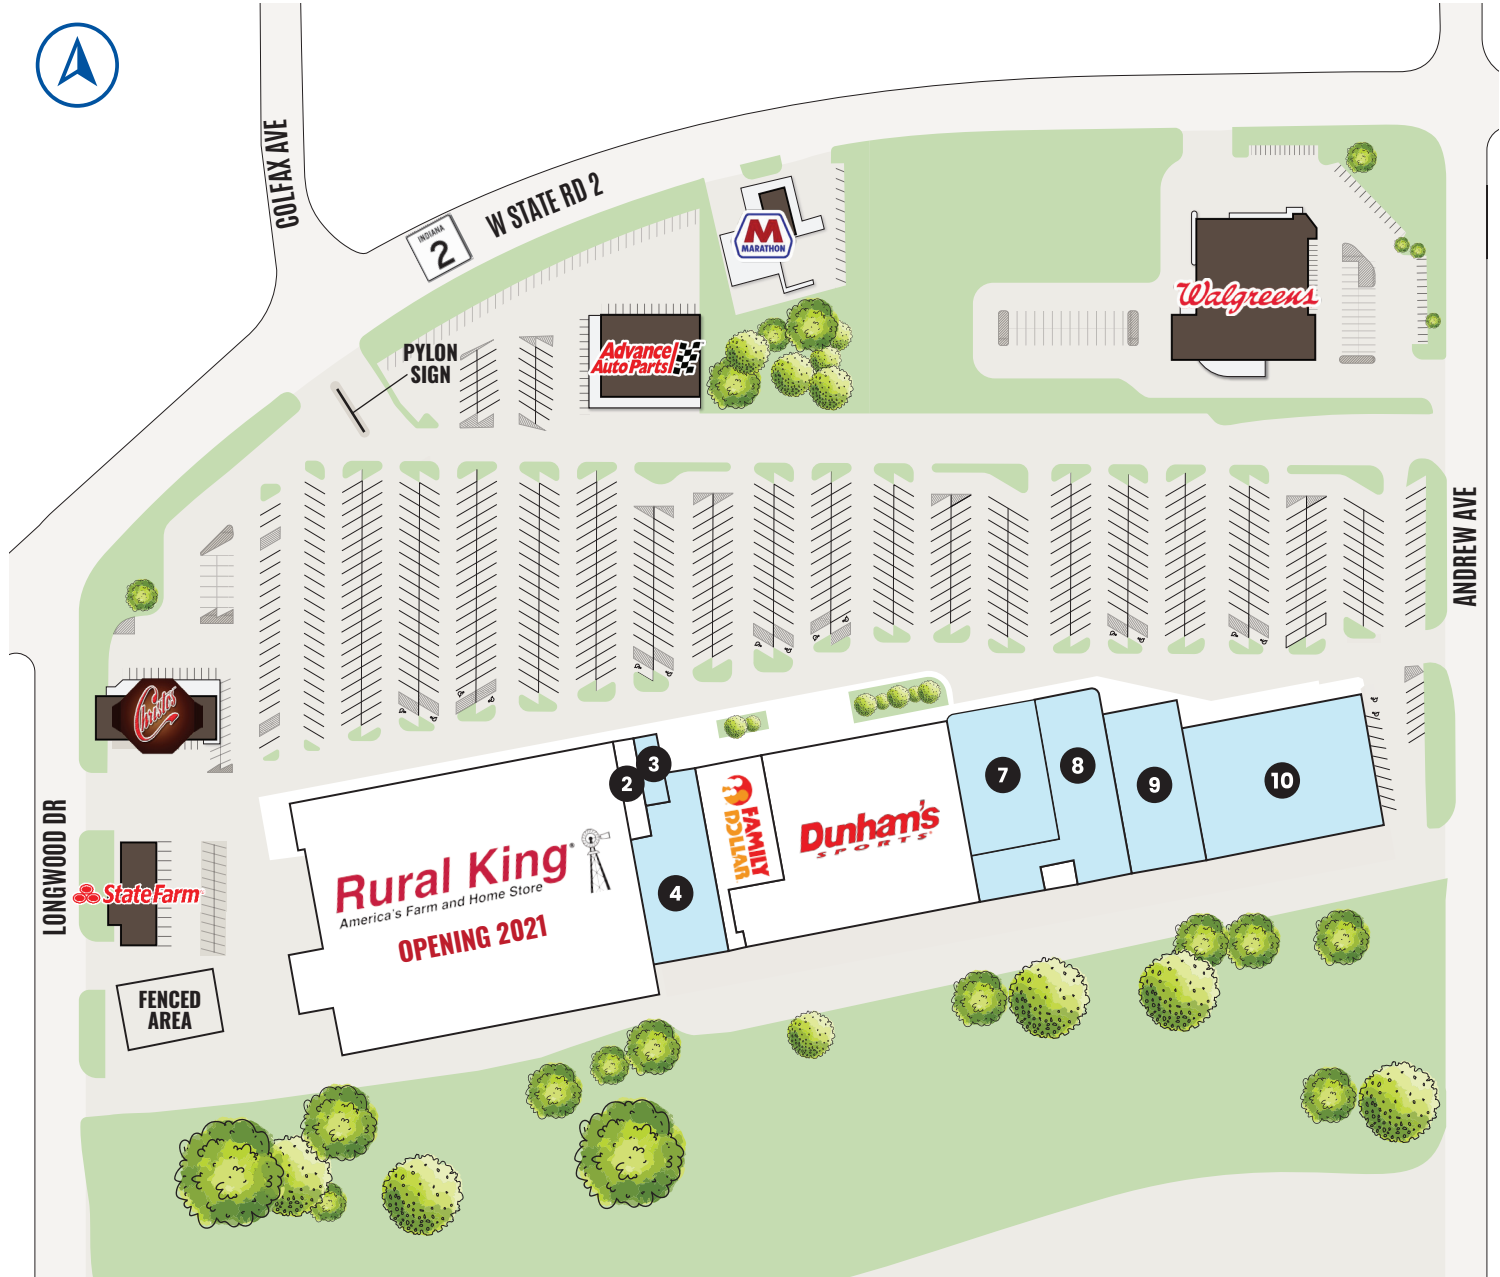 COLFAX AVE
W STATE RD 2
INDIANA
2
M
MARATHON
Walgreens
PYLON
SIGN
Advance
Auto Parts
ANDREW AVE
Christos
3
2
7
8
9
10
FAMILY
DOLLAR
Dunham's
SPORTS
Rural King
America's Farm and Home Store
OPENING 2021
4
LONGWOOD DR
StateFarm
FENCED
AREA